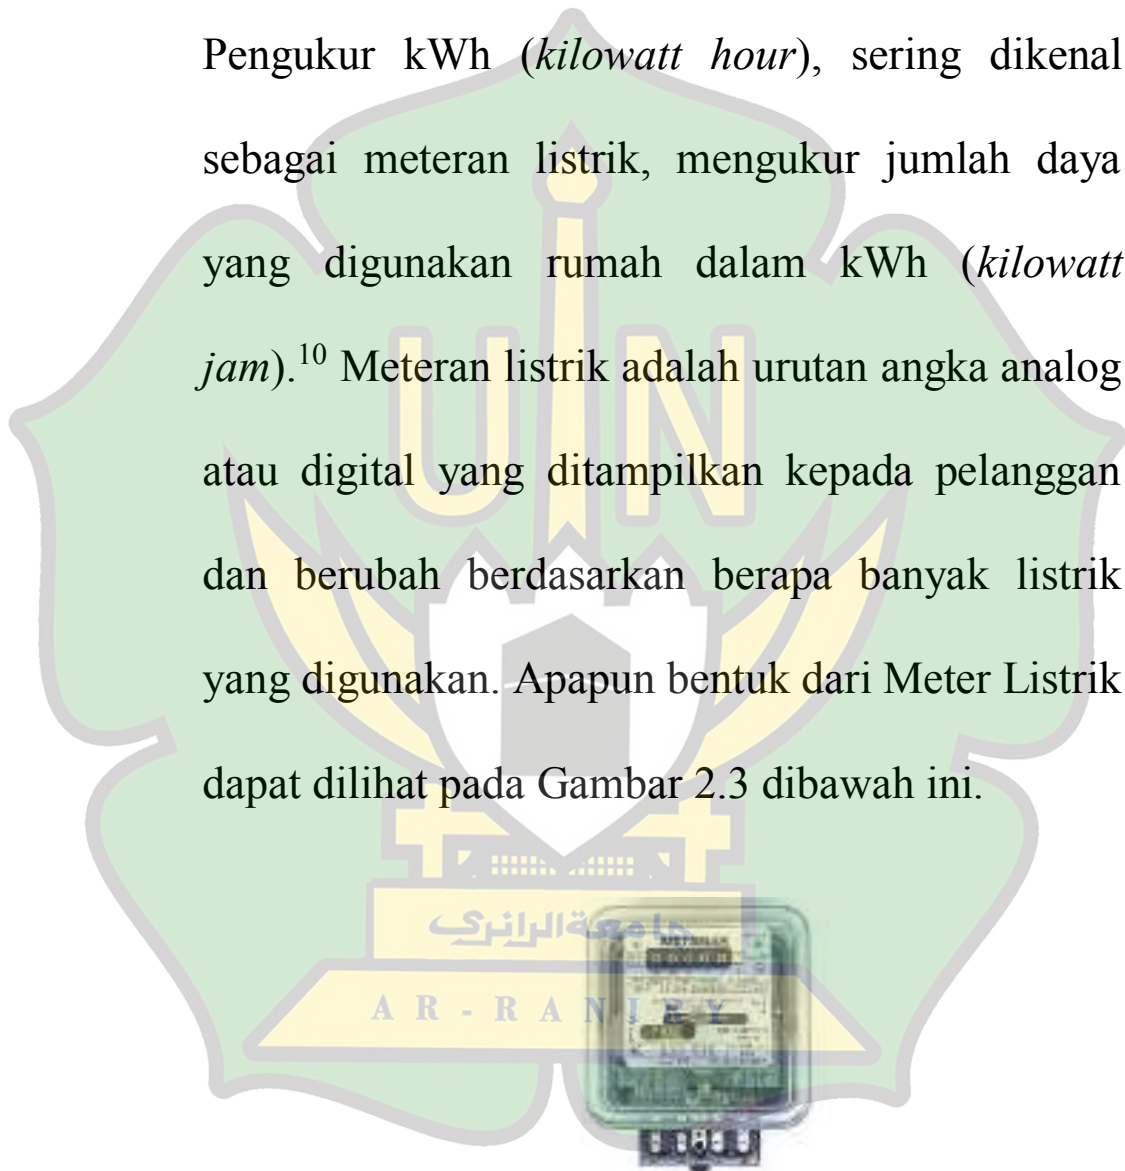 Pengukur kWh (kilowatt hour), sering dikenal
sebagai meteran listrik, mengukur jumlah daya
yang digunakan rumah dalam kWh (kilowatt
jam).10 Meteran listrik adalah urutan angka analog
atau digital yang ditampilkan kepada pelanggan
dan berubah berdasarkan berapa banyak listrik
yang digunakan. Apapun bentuk dari Meter Listrik
dapat dilihat pada Gambar 2.3 dibawah ini.
UIN
جامعةالرانرك
AR-RANIRY